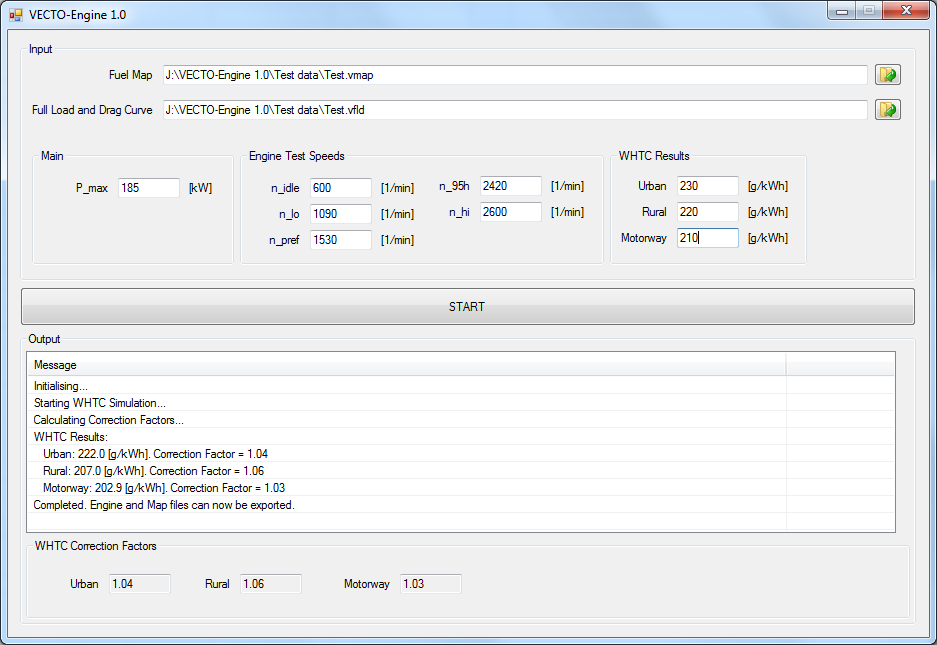 VECTO-Engine 1.0
Input
Fuel Map J:\VECTO-Engine 1.0\Test data\Test.vmap
Full Load and Drag Curve J:\VECTO-Engine 1.0\Test data\Test.vfld
Main Engine Test Speeds WHTC Results
P_max 185 [kW] n_idle 600 [1/min] n_95h 2420 [1/min] Urban 230 [g/kWh]
n_lo 1090 [1/min] n_hi 2600 [1/min] Rural 220 [g/kWh]
n_pref 1530 [1/min] Motorway 210 [g/kWh]
START
Output
Message
Initialising...
Starting WHTC Simulation...
Calculating Correction Factors...
WHTC Results:
Urban: 222.0 [g/kWh]. Correction Factor = 1.04
Rural: 207.0 [g/kWh]. Correction Factor = 1.06
Motorway: 202.9 [g/kWh]. Correction Factor = 1.03
Completed. Engine and Map files can now be exported.
WHTC Correction Factors
Urban 1.04 Rural 1.06 Motorway 1.03